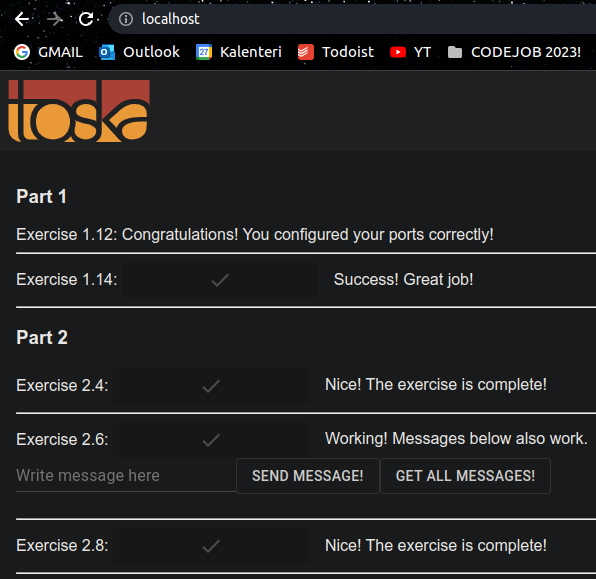 localhost
GMAIL Outlook 27 Kalenteri Todoist YT CODEJOB 2023!
toska
Part 1
Exercise 1.12: Congratulations! You configured your ports correctly!
Exercise 1.14: Success! Great job!
Part 2
Exercise 2.4: Nice! The exercise is complete!
Exercise 2.6: Working! Messages below also work.
Write message here SEND MESSAGE! GET ALL MESSAGES!
Exercise 2.8: Nice! The exercise is complete!